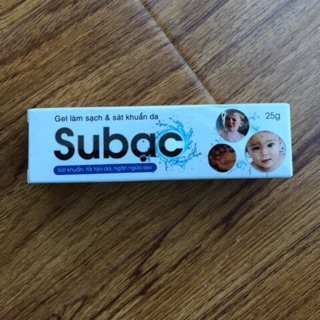 Gel làm sạch & sát khuẩn da
25g
Subạc
Sát khuẩn, tái tạo da, ngăn ngừa sẹo